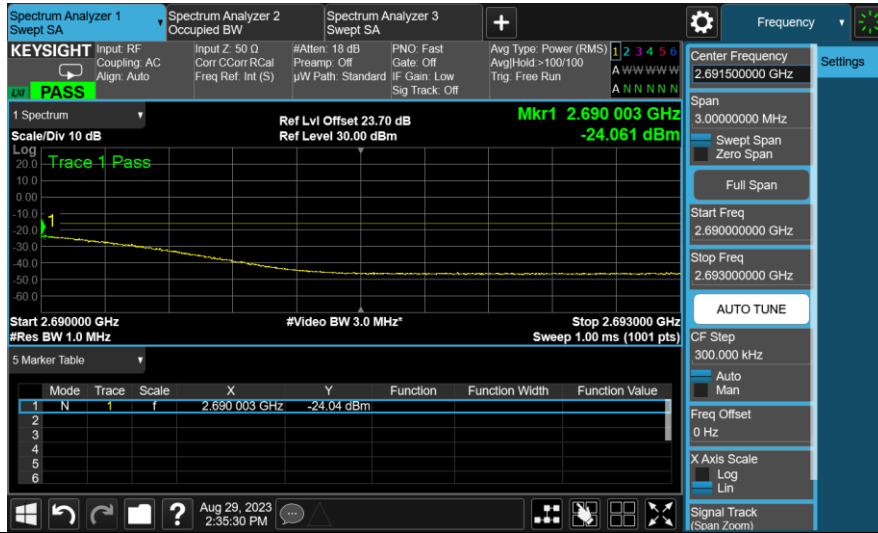 Spectrum Analyzer 1
Swept SA
Spectrum Analyzer 2
Occupied BW
Spectrum Analyzer 3
Swept SA
Frequency
KEYSIGHT
Input: RF
Coupling: AC
Align: Auto
Input Z: 50 Ω
Corr CCorr RCal
Freq Ref: Int (S)
#Atten: 18 dB
Preamp: Off
µW Path: Standard
PNO: Fast
Gate: Off
IF Gain: Low
Sig Track: Off
Avg Type: Power (RMS)
Avg|Hold:>100/100
Trig: Free Run
1 2 3 4 5 6
A W W W W W
A N N N N N
LXI
PASS
1 Spectrum
Scale/Div 10 dB
Ref Lvl Offset 23.70 dB
Ref Level 30.00 dBm
Mkr1 2.690 003 GHz
-24.061 dBm
Log
Trace 1 Pass
20.0
10.0
0.00
-10.0
1
-20.0
-30.0
-40.0
-50.0
-60.0
Start 2.690000 GHz
#Res BW 1.0 MHz
#Video BW 3.0 MHz*
Stop 2.693000 GHz
Sweep 1.00 ms (1001 pts)
5 Marker Table
Mode Trace Scale X Y Function Function Width Function Value
1 N 1 f 2.690 003 GHz -24.04 dBm
2
3
4
5
6
?
Aug 29, 2023
2:35:30 PM
Center Frequency
2.691500000 GHz
Settings
Span
3.00000000 MHz
Swept Span
Zero Span
Full Span
Start Freq
2.690000000 GHz
Stop Freq
2.693000000 GHz
AUTO TUNE
CF Step
300.000 kHz
Auto
Man
Freq Offset
0 Hz
X Axis Scale
Log
Lin
Signal Track
(Span Zoom)